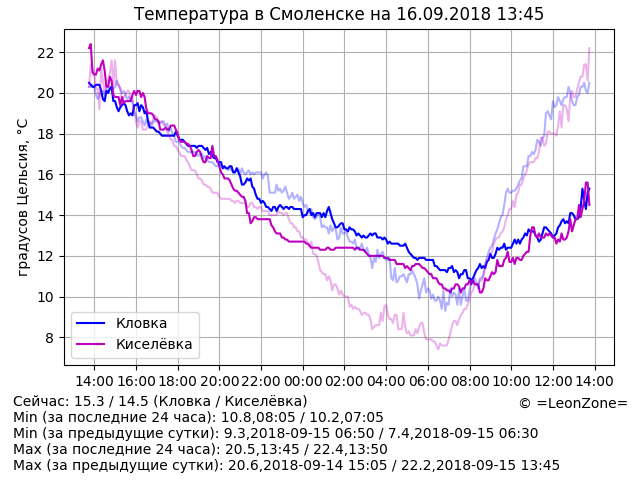 Температура в Смоленске на 16.09.2018 13:45
градусов Цельсия, °C
22
20
18
16
14
12
10
8
Кловка
Киселёвка
14:00 16:00 18:00 20:00 22:00 00:00 02:00 04:00 06:00 08:00 10:00 12:00 14:00
Сейчас: 15.3 / 14.5 (Кловка / Киселёвка)
© =LeonZone=
Min (за последние 24 часа): 10.8,08:05 / 10.2,07:05
Min (за предыдущие сутки): 9.3,2018-09-15 06:50 / 7.4,2018-09-15 06:30
Max (за последние 24 часа): 20.5,13:45 / 22.4,13:50
Max (за предыдущие сутки): 20.6,2018-09-14 15:05 / 22.2,2018-09-15 13:45